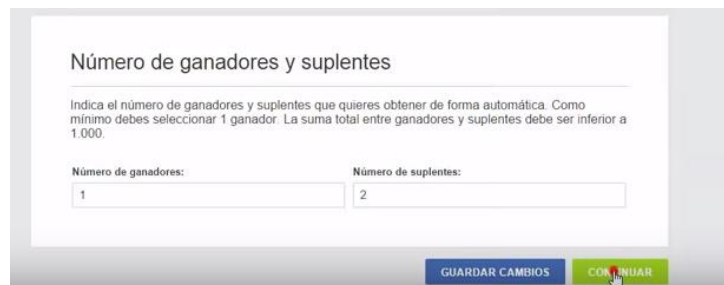 Número de ganadores y suplentes
Indica el número de ganadores y suplentes que quieres obtener de forma automática. Como
mínimo debes seleccionar 1 ganador. La suma total entre ganadores y suplentes debe ser inferior a
1.000.
Número de ganadores: Número de suplentes:
1 2
GUARDAR CAMBIOS CONTINUAR